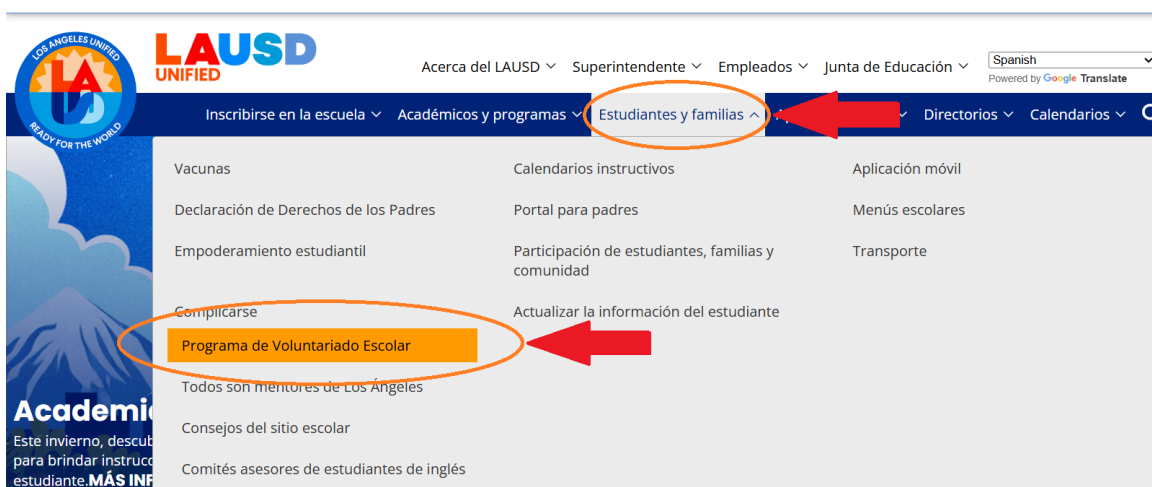 LOS ANGELES UNIFIED
LA
READY FOR THE WORLD
LAUSD
UNIFIED
Acerca del LAUSD
Superintendente
Empleados
Junta de Educación
Spanish
Powered by Google Translate
Inscribirse en la escuela
Académicos y programas
Estudiantes y familias
Directorios
Calendarios
Vacunas
Calendarios instructivos
Aplicación móvil
Declaración de Derechos de los Padres
Portal para padres
Menús escolares
Empoderamiento estudiantil
Participación de estudiantes, familias y
comunidad
Transporte
Complicarse
Actualizar la información del estudiante
Programa de Voluntariado Escolar
Todos son mentores de Los Ángeles
Consejos del sitio escolar
Comités asesores de estudiantes de inglés
Academi
Este invierno, descub
para brindar instrucc
estudiante.MÁS INF